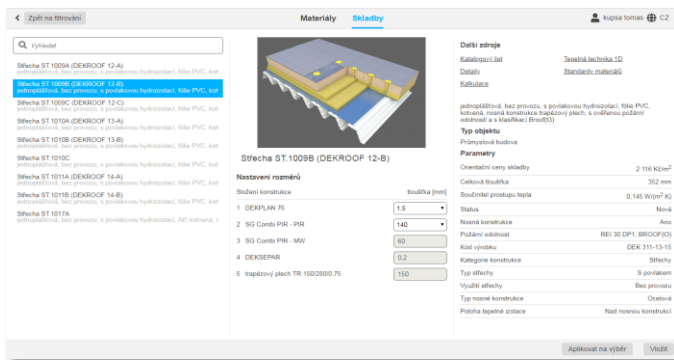 Zpět na filtrování
Materiály Skladby
kupsa tomas CZ
Vyhledat
Střecha ST.1009A (DEKROOF 12-A)
jednoplášťová, bez provozu, s povlakovou hydroizolací, fólie PVC, kot
Střecha ST.1009B (DEKROOF 12-B)
jednoplášťová, bez provozu, s povlakovou hydroizolací, fólie PVC, kot
Střecha ST.1009C (DEKROOF 12-C)
jednoplášťová, bez provozu, s povlakovou hydroizolací, fólie PVC, kot
Střecha ST.1010A (DEKROOF 13-A)
jednoplášťová, bez provozu, s povlakovou hydroizolací, fólie PVC, kot
Střecha ST.1010B (DEKROOF 13-B)
jednoplášťová, bez provozu, s povlakovou hydroizolací, fólie PVC, kot
Střecha ST.1010C
jednoplášťová, bez provozu, s povlakovou hydroizolací, fólie PVC, kot
Střecha ST.1011A (DEKROOF 14-A)
jednoplášťová, bez provozu, s povlakovou hydroizolací, fólie PVC, kot
Střecha ST.1011B (DEKROOF 14-B)
jednoplášťová, bez provozu, s povlakovou hydroizolací, fólie PVC, kot
Střecha ST.1017A
jednoplášťová, bez provozu, s povlakovou hydroizolací, AP, kotvená, r
Střecha ST.1009B (DEKROOF 12-B)
Nastavení rozměrů
Složení konstrukce tloušťka [mm]
1 DEKPLAN 76 1,5
2 SG Combi PIR - PIR 140
3 SG Combi PIR - MW 60
4 DEKSEPAR 0,2
5 trapézový plech TR 150/280/0,75 150
Další zdroje
Katalogový list Tepelná technika 1D
Detaily Standardy materiálů
Kalkulace
jednoplášťová, bez provozu, s povlakovou hydroizolací, fólie PVC,
kotvená, nosná konstrukce trapézový plech, s ověřenou požární
odolností a s klasifikací Broof(t3)
Typ objektu
Průmyslová budova
Parametry
Orientační ceny skladby 2 116 Kč/m²
Celková tloušťka 352 mm
Součinitel prostupu tepla 0,145 W/(m².K)
Status Nová
Nosná konstrukce Ano
Požární odolnost REI 30 DP1, BROOF(t3)
Kód výrobku DEK 311-13-15
Kategorie konstrukce Střechy
Typ střechy S povlakem
Využití střechy Bez provozu
Typ nosné konstrukce Ocelová
Poloha tepelné izolace Nad nosnou konstrukcí
Aplikovat na výběr Vložit